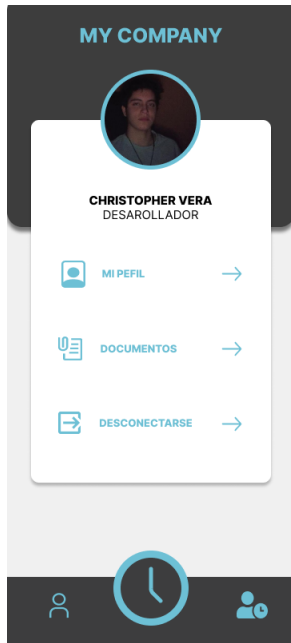 MY COMPANY
CHRISTOPHER VERA
DESAROLLADOR
MI PEFIL
DOCUMENTOS
DESCONECTARSE